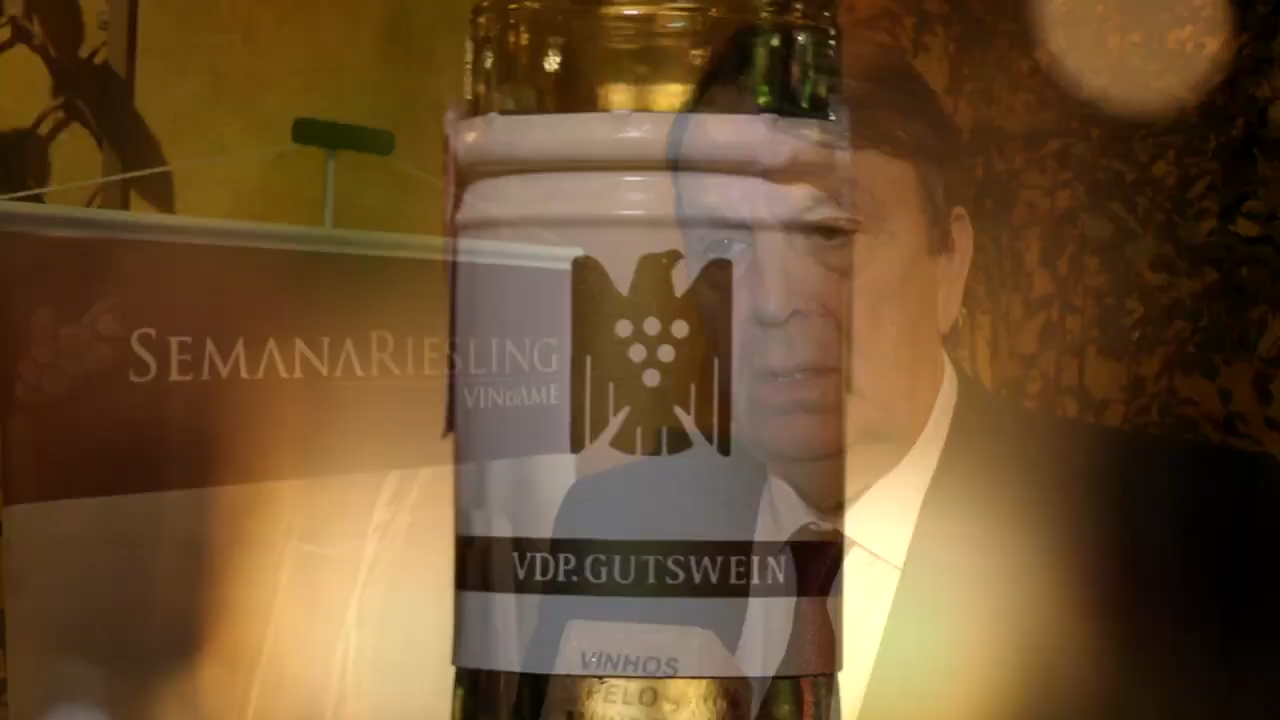 SEMANARIESLING
VINDAME
VDP.GUTSWEIN
VINHOS
PELO